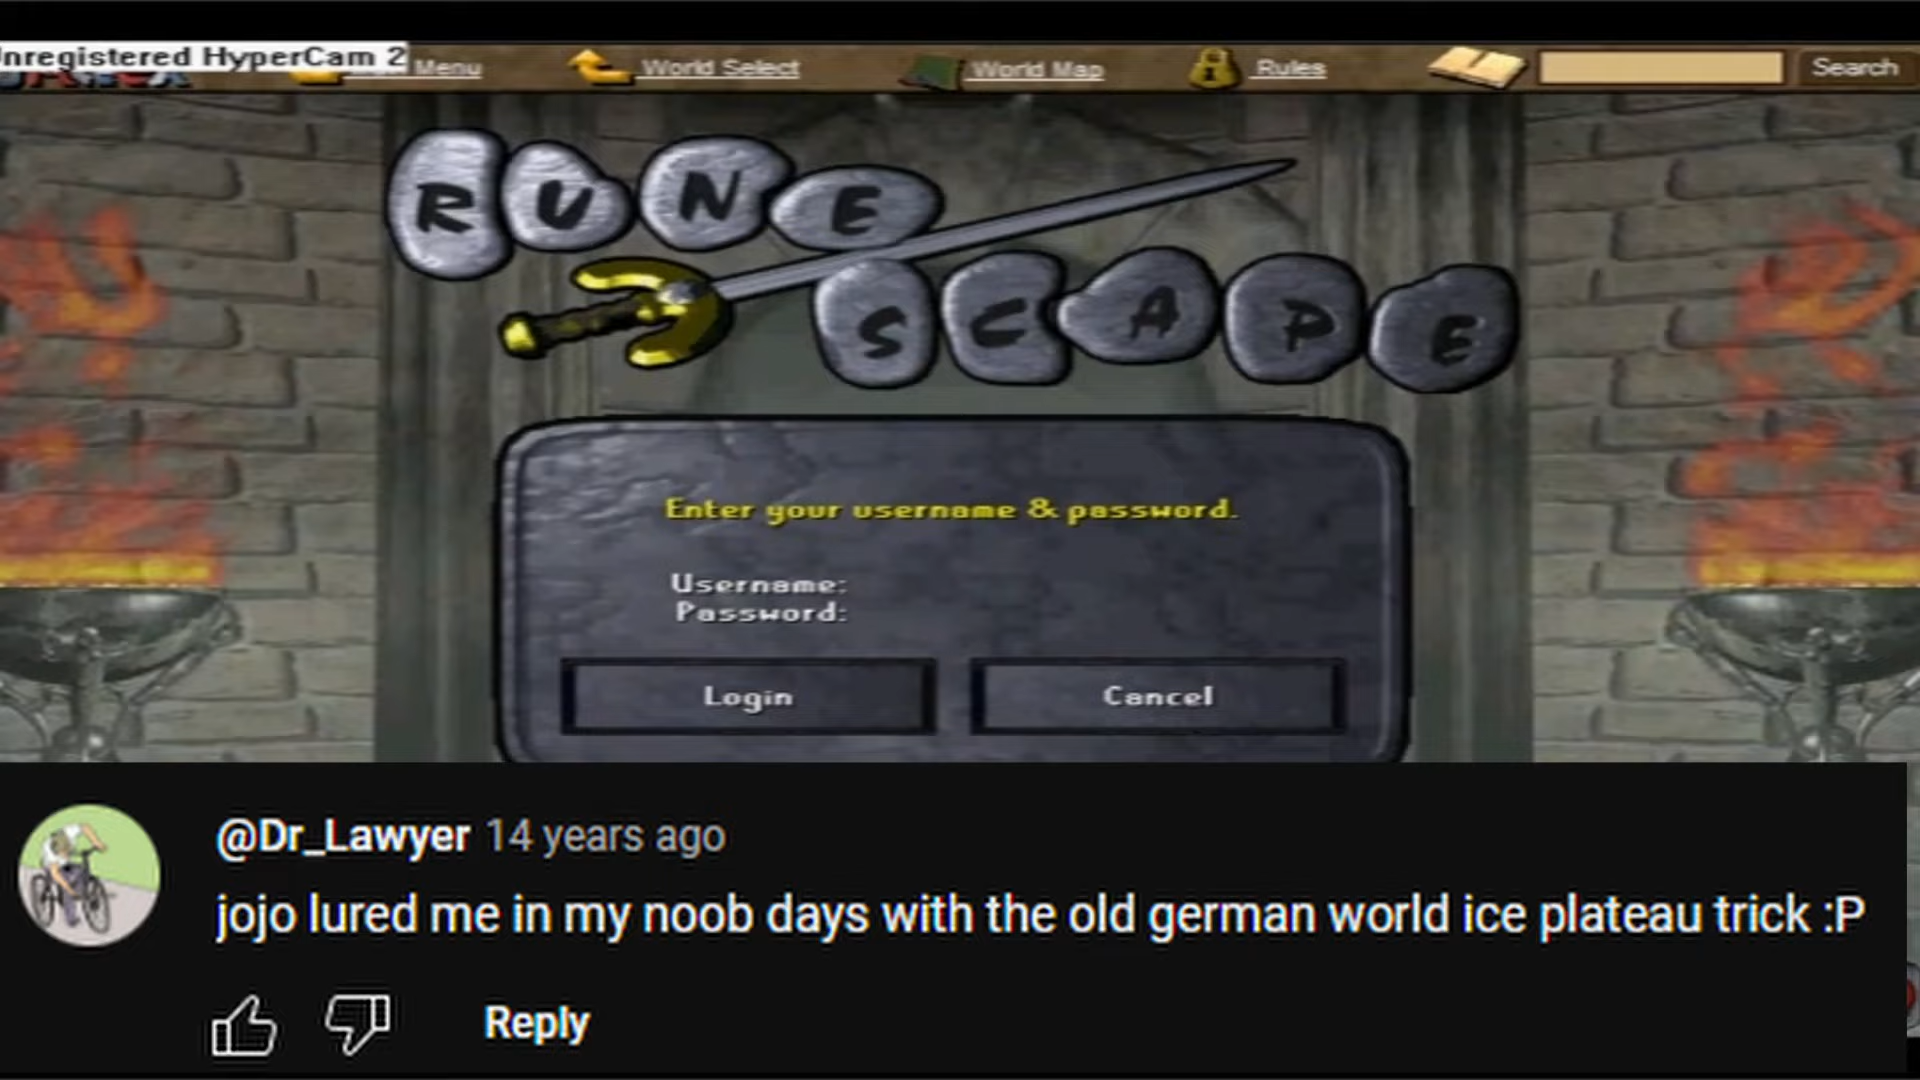 nregistered HyperCam 2
Menu
World Select
World Map
Rules
Search
RUNE
SCAPE
Enter your username & password.
Username:
Password:
Login
Cancel
@Dr_Lawyer 14 years ago
jojo lured me in my noob days with the old german world ice plateau trick :P
Reply